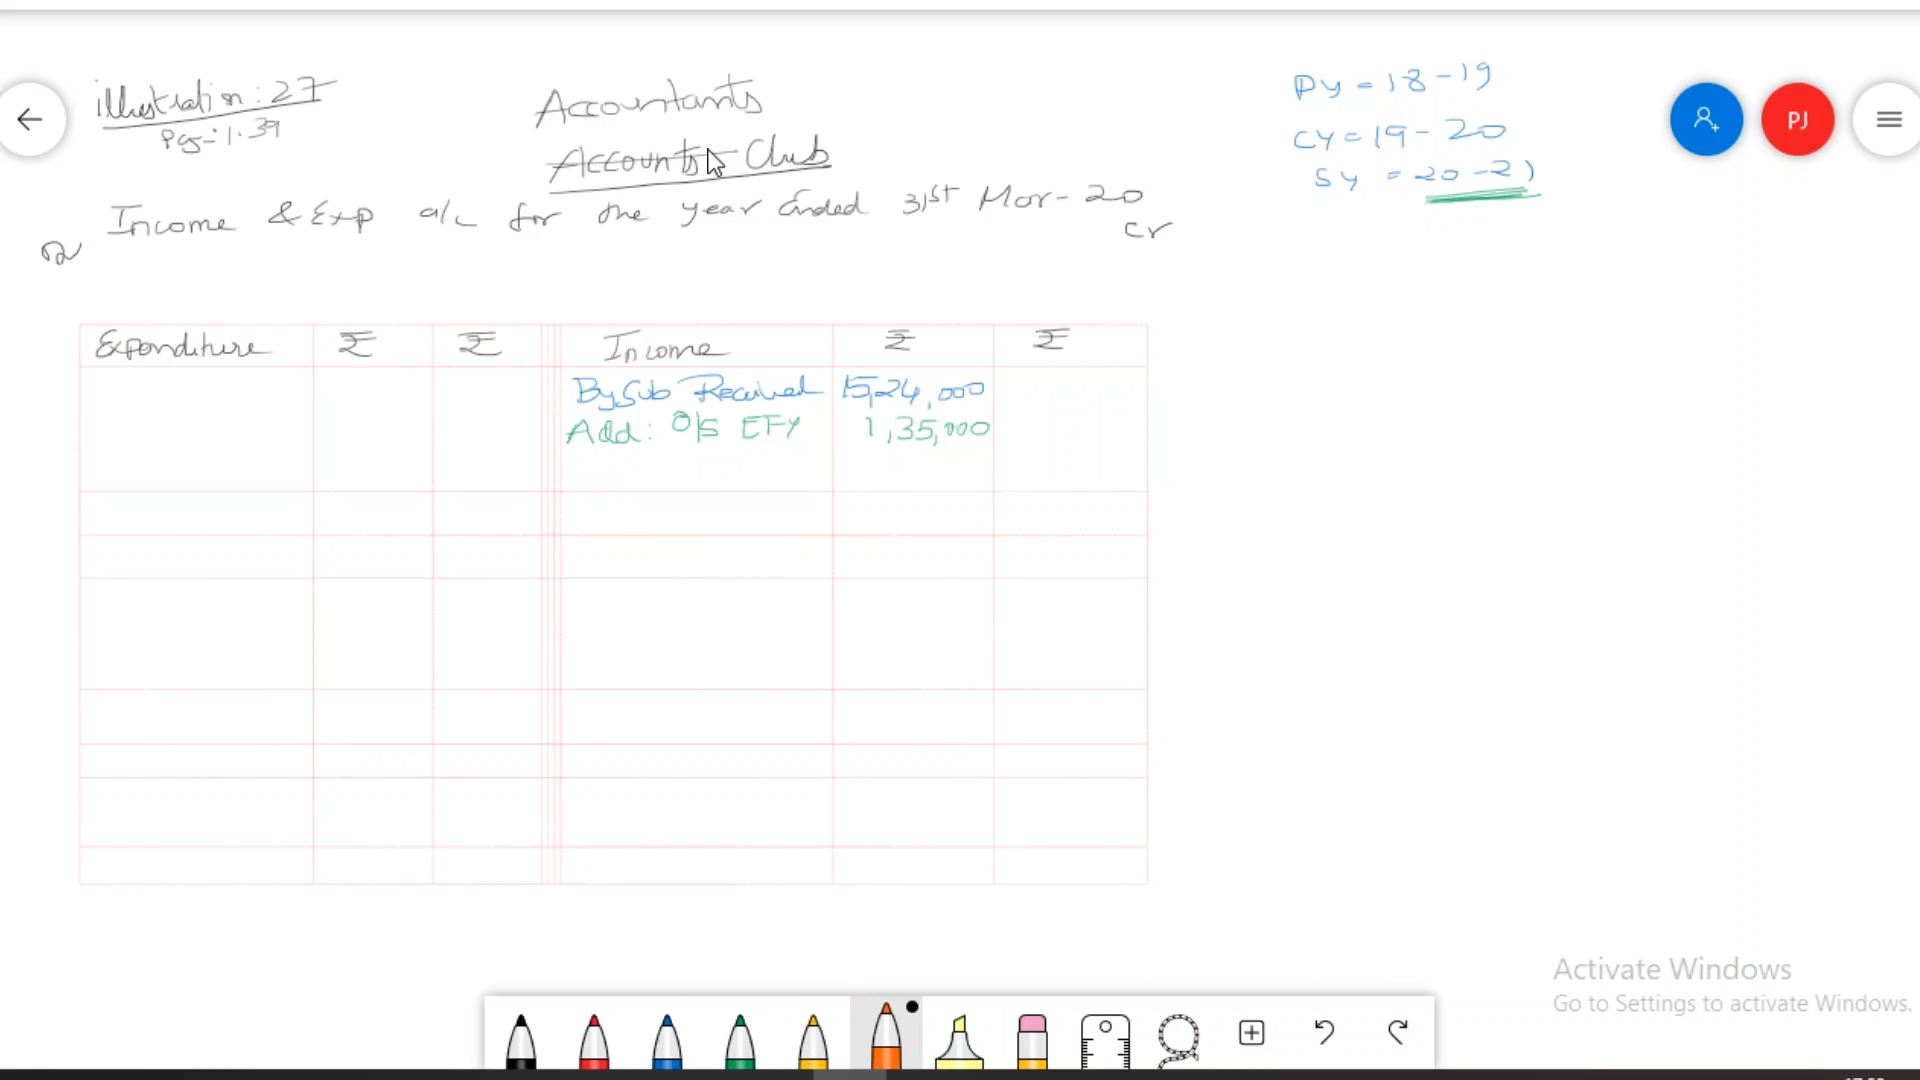 illustration: 27
Pg-:1.39
Accountants
Accounts Club
Income & Exp a/c for the year Ended 31st Mar-20
Dr
Cr
PY = 18-19
CY = 19-20
SY = 20-21
PJ
Expenditure ₹ ₹ Income ₹ ₹
By Sub Received 15,24,000
Add: O/S EFY 1,35,000
Activate Windows
Go to Settings to activate Windows.